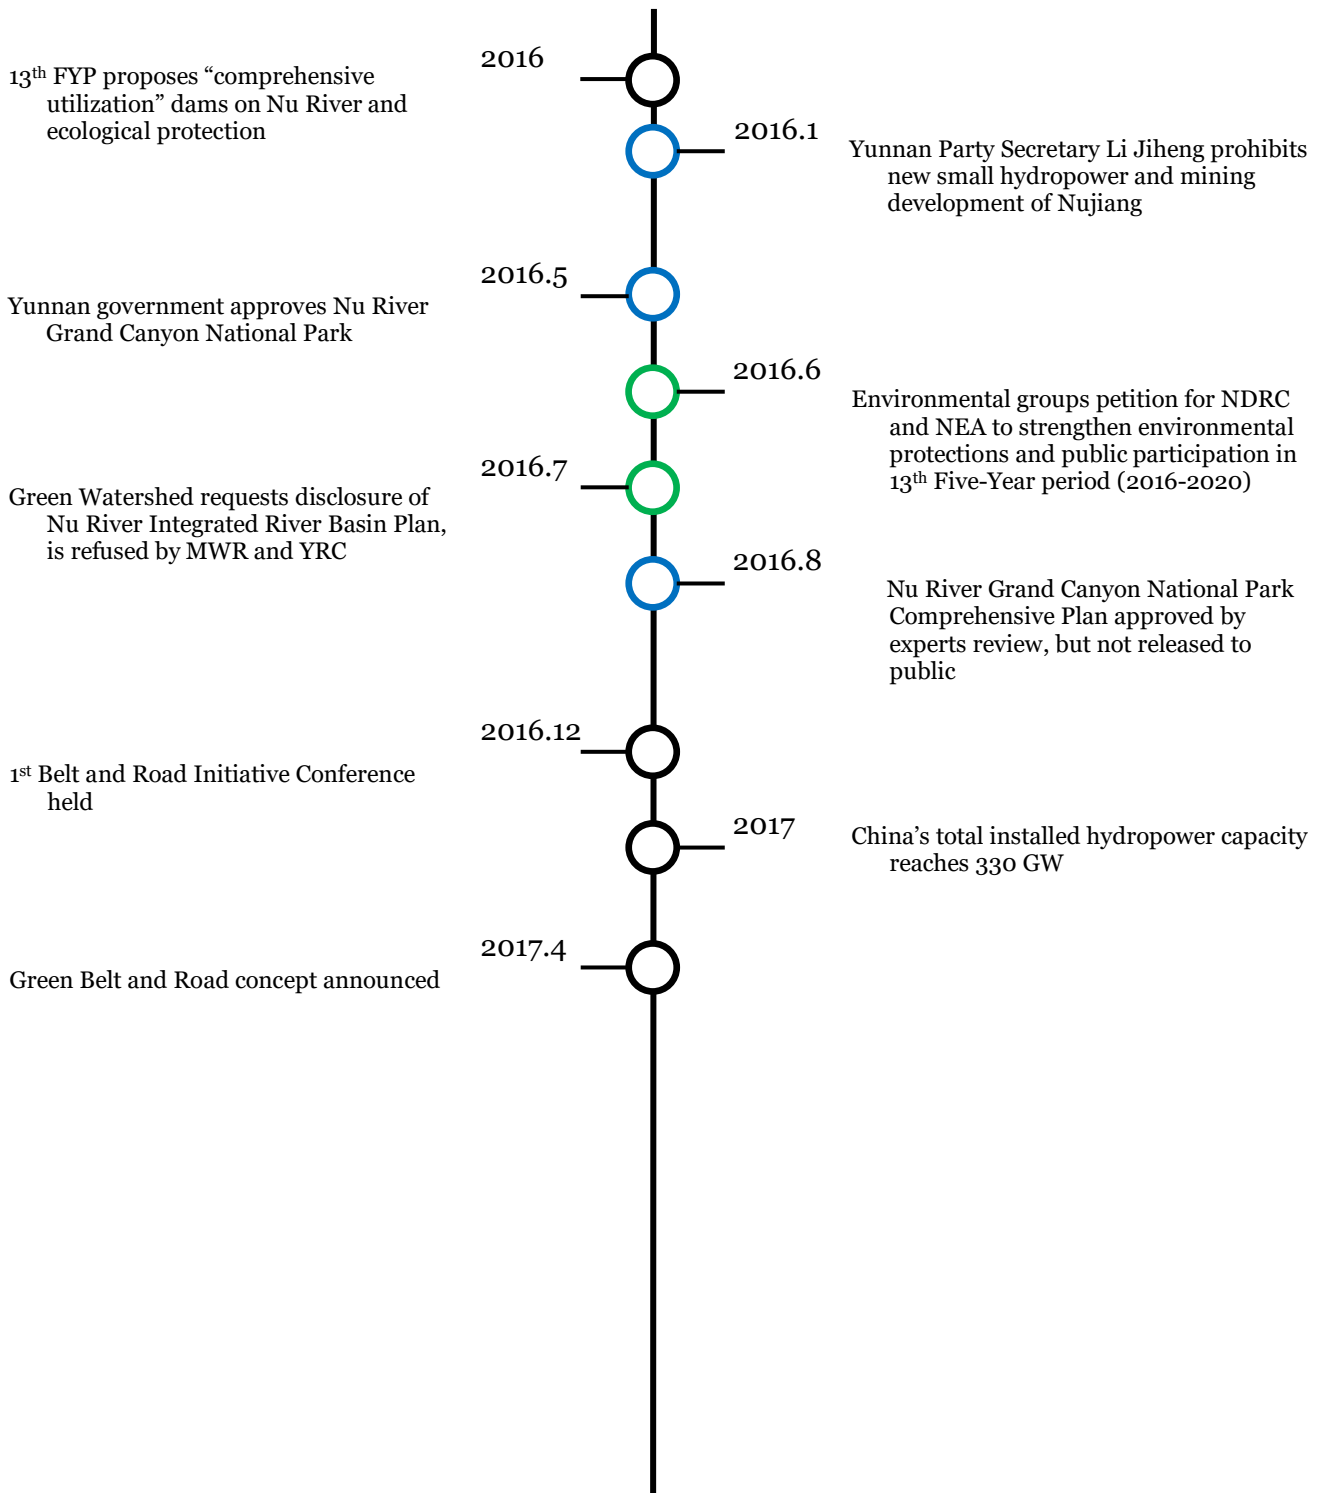 2016
13th FYP proposes “comprehensive
utilization” dams on Nu River and
ecological protection
2016.1
Yunnan Party Secretary Li Jiheng prohibits
new small hydropower and mining
development of Nujiang
2016.5
Yunnan government approves Nu River
Grand Canyon National Park
2016.6
Environmental groups petition for NDRC
and NEA to strengthen environmental
protections and public participation in
13th Five-Year period (2016-2020)
2016.7
Green Watershed requests disclosure of
Nu River Integrated River Basin Plan,
is refused by MWR and YRC
2016.8
Nu River Grand Canyon National Park
Comprehensive Plan approved by
experts review, but not released to
public
2016.12
1st Belt and Road Initiative Conference
held
2017
China’s total installed hydropower capacity
reaches 330 GW
2017.4
Green Belt and Road concept announced